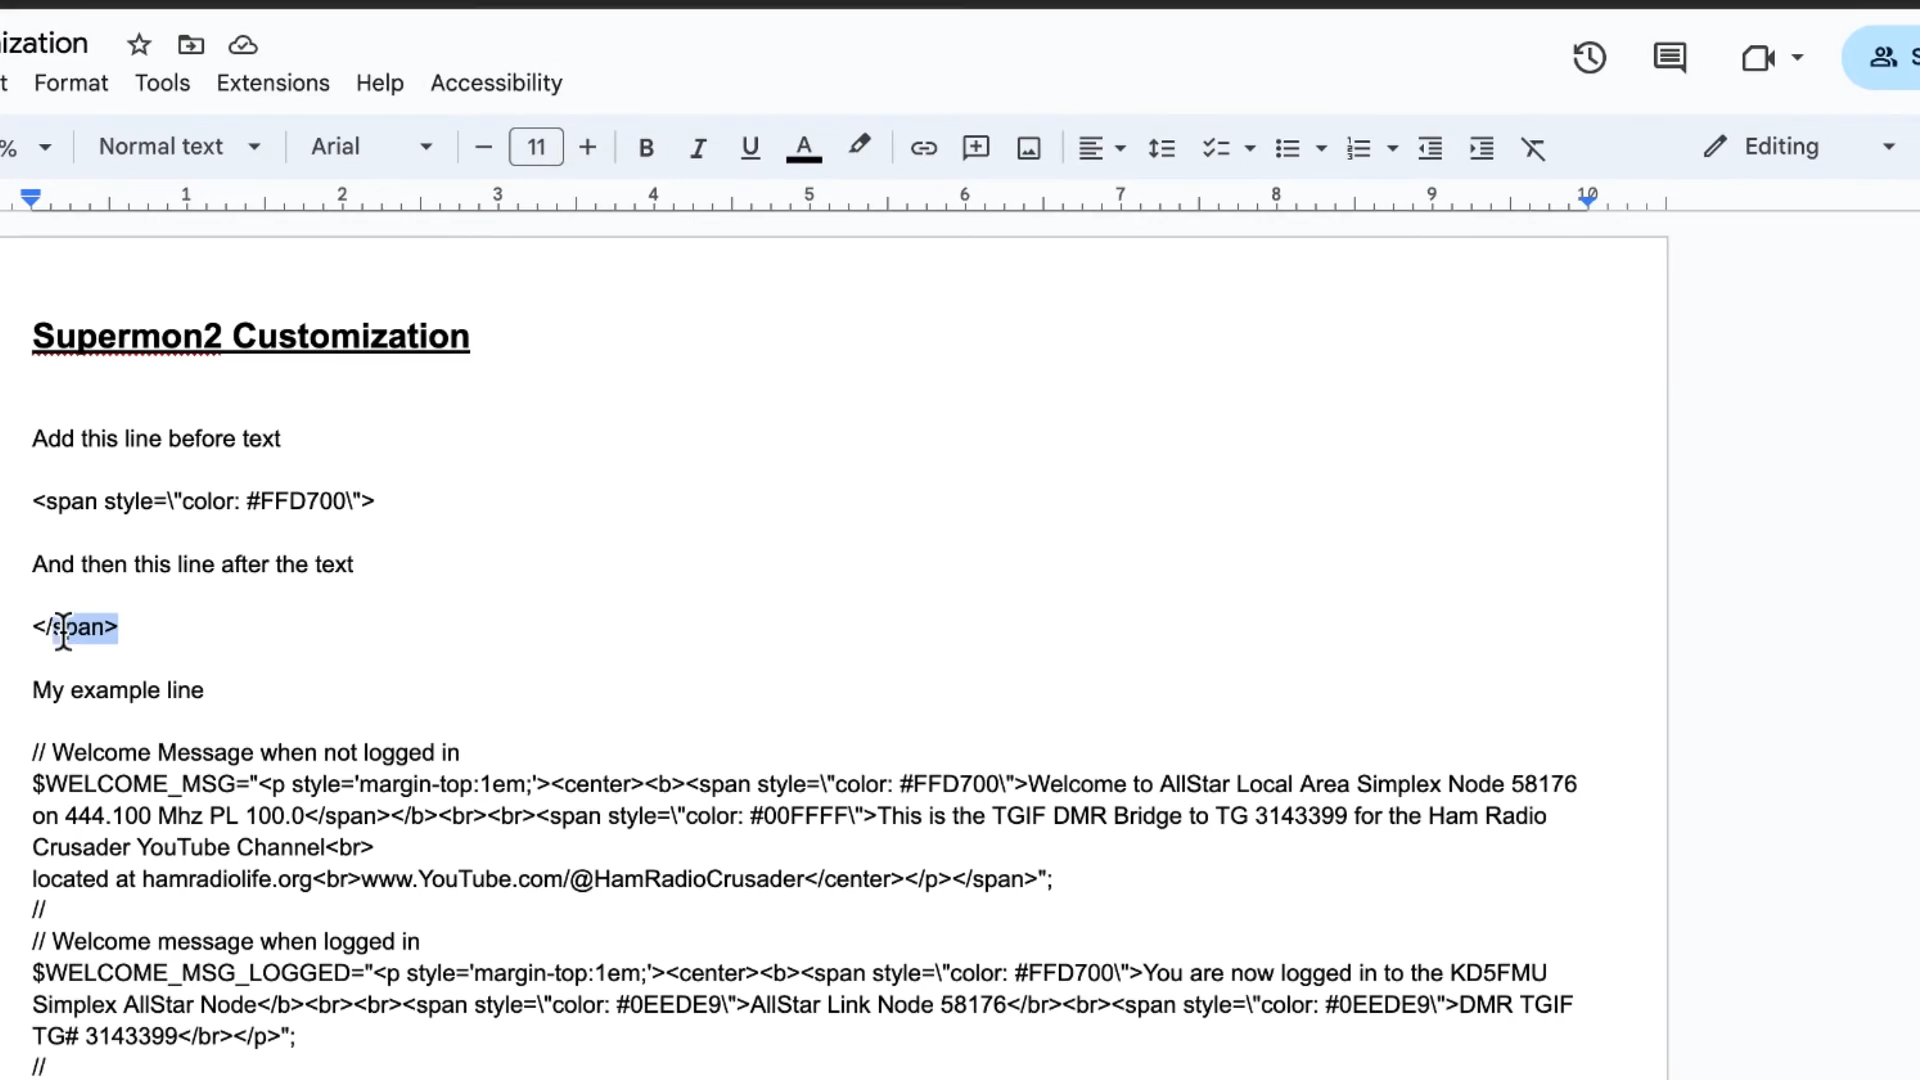 ization
t Format Tools Extensions Help Accessibility
S
% Normal text Arial 11 B I U A Editing
1 2 3 4 5 6 7 8 9 10
Supermon2 Customization
Add this line before text
<span style=\"color: #FFD700\">
And then this line after the text
</span>
My example line
// Welcome Message when not logged in
$WELCOME_MSG="<p style='margin-top:1em;'><center><b><span style=\"color: #FFD700\">Welcome to AllStar Local Area Simplex Node 58176
on 444.100 Mhz PL 100.0</span></b><br><br><span style=\"color: #00FFFF\">This is the TGIF DMR Bridge to TG 3143399 for the Ham Radio
Crusader YouTube Channel<br>
located at hamradiolife.org<br>www.YouTube.com/@HamRadioCrusader</center></p></span>";
//
// Welcome message when logged in
$WELCOME_MSG_LOGGED="<p style='margin-top:1em;'><center><b><span style=\"color: #FFD700\">You are now logged in to the KD5FMU
Simplex AllStar Node</b><br><br><span style=\"color: #0EEDE9\">AllStar Link Node 58176</br><br><span style=\"color: #0EEDE9\">DMR TGIF
TG# 3143399</br></p>";
//